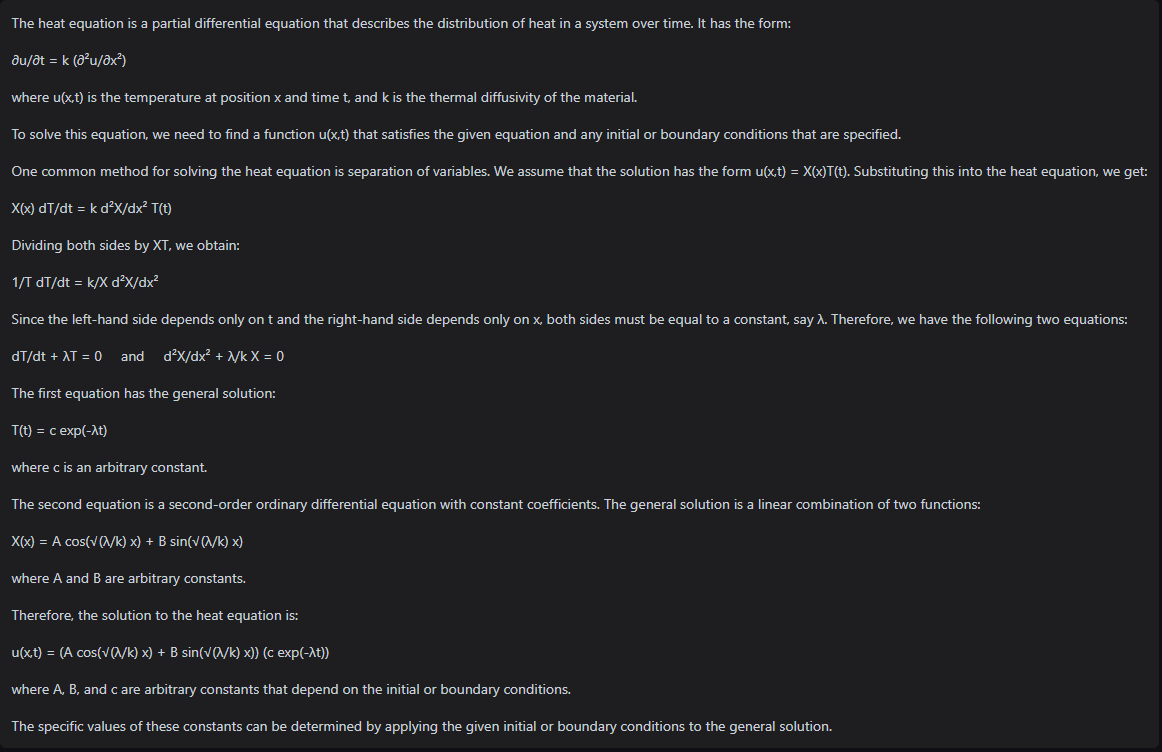 The heat equation is a partial differential equation that describes the distribution of heat in a system over time. It has the form:
∂u/∂t = k (∂²u/∂x²)
where u(x,t) is the temperature at position x and time t, and k is the thermal diffusivity of the material.
To solve this equation, we need to find a function u(x,t) that satisfies the given equation and any initial or boundary conditions that are specified.
One common method for solving the heat equation is separation of variables. We assume that the solution has the form u(x,t) = X(x)T(t). Substituting this into the heat equation, we get:
X(x) dT/dt = k d²X/dx² T(t)
Dividing both sides by XT, we obtain:
1/T dT/dt = k/X d²X/dx²
Since the left-hand side depends only on t and the right-hand side depends only on x, both sides must be equal to a constant, say λ. Therefore, we have the following two equations:
dT/dt + λT = 0 and d²X/dx² + λ/k X = 0
The first equation has the general solution:
T(t) = c exp(-λt)
where c is an arbitrary constant.
The second equation is a second-order ordinary differential equation with constant coefficients. The general solution is a linear combination of two functions:
X(x) = A cos(√(λ/k) x) + B sin(√(λ/k) x)
where A and B are arbitrary constants.
Therefore, the solution to the heat equation is:
u(x,t) = (A cos(√(λ/k) x) + B sin(√(λ/k) x)) (c exp(-λt))
where A, B, and c are arbitrary constants that depend on the initial or boundary conditions.
The specific values of these constants can be determined by applying the given initial or boundary conditions to the general solution.